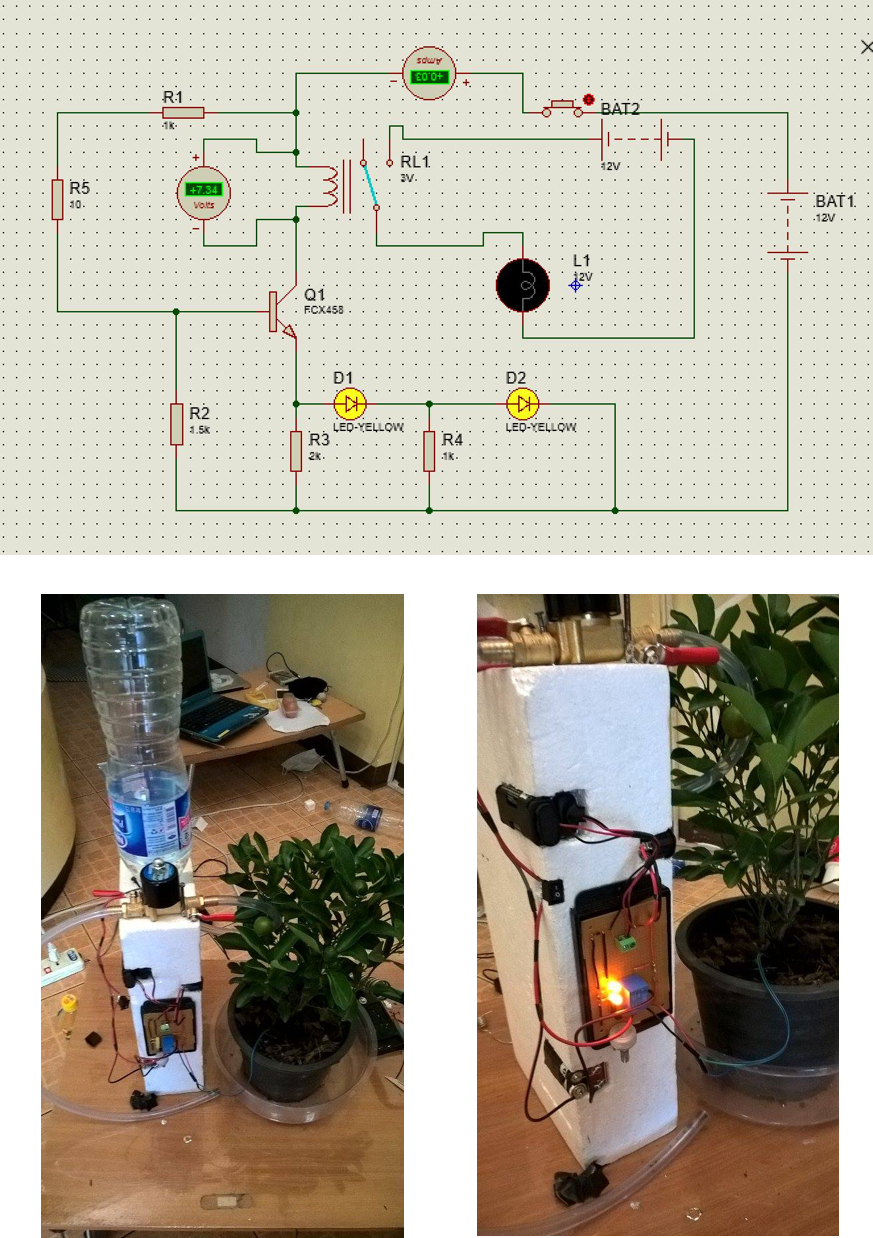 Amps
+0.03
-
+
BAT2
12V
R1
1k
+
+7.34
Volts
-
RL1
3V
R5
10
BAT1
12V
L1
12V
Q1
FCX458
D1
LED-YELLOW
D2
LED-YELLOW
R2
1.5k
R3
2k
R4
1k